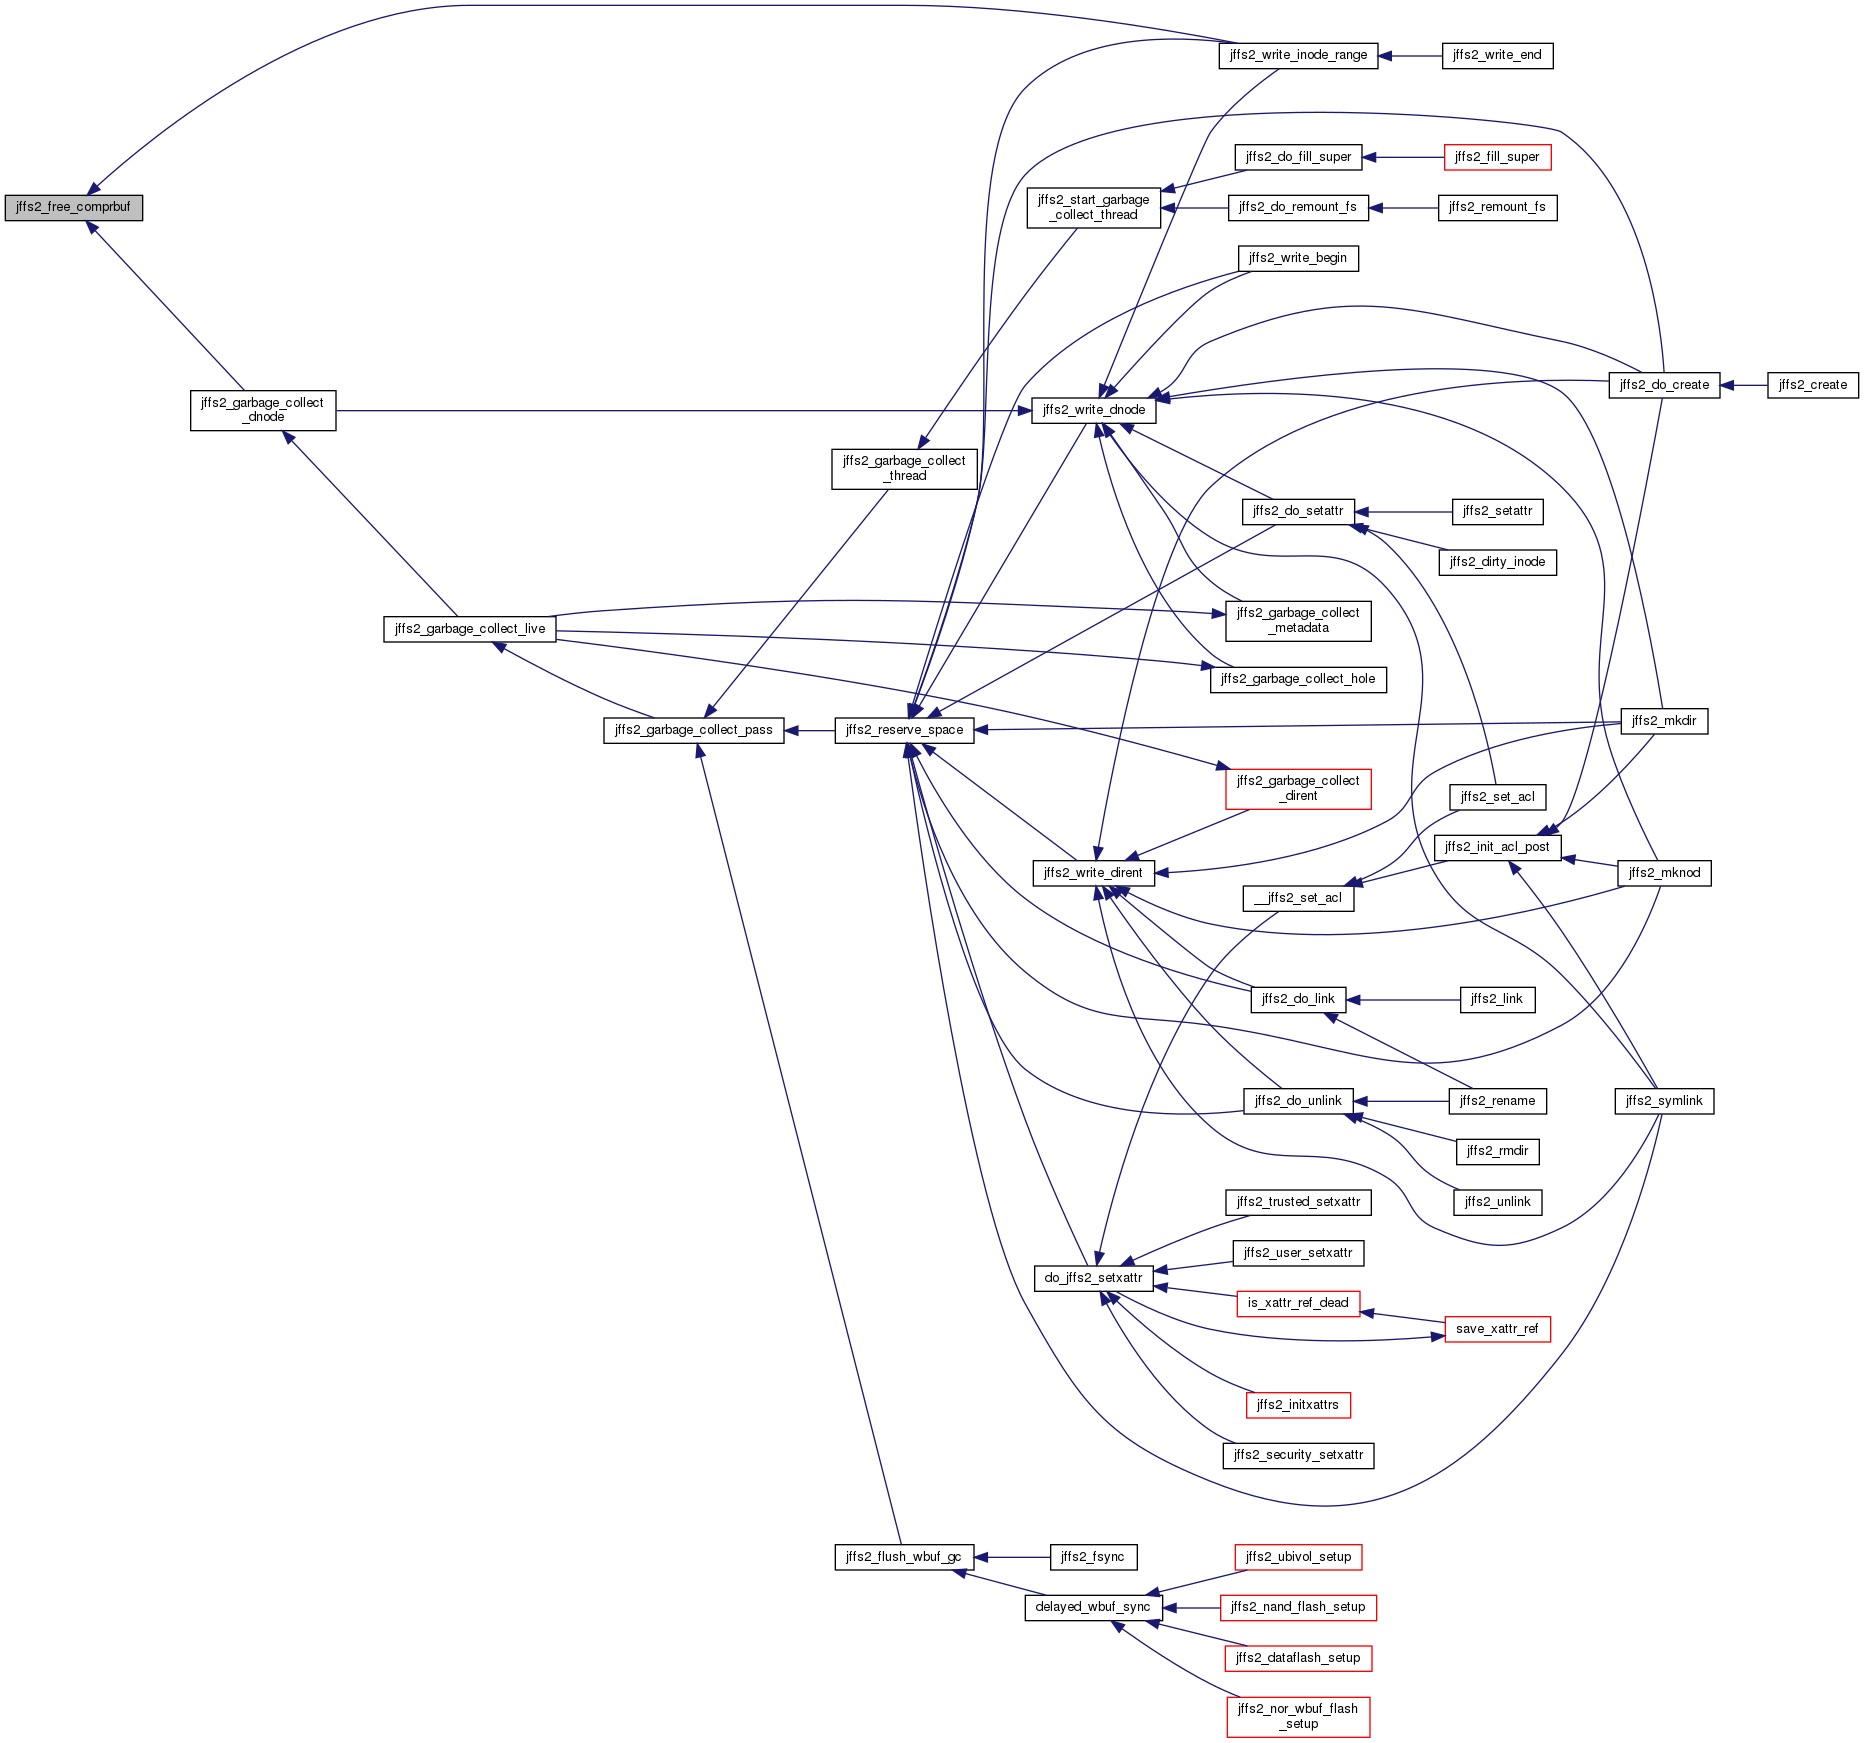 jffs2_write_inode_range
jffs2_write_end
jffs2_do_fill_super
jffs2_fill_super
jffs2_free_comprbuf
jffs2_start_garbage
_collect_thread
jffs2_do_remount_fs
jffs2_remount_fs
jffs2_write_begin
jffs2_do_create
jffs2_create
jffs2_garbage_collect
_dnode
jffs2_write_dnode
jffs2_garbage_collect
_thread
jffs2_do_setattr
jffs2_setattr
jffs2_dirty_inode
jffs2_garbage_collect_live
jffs2_garbage_collect
_metadata
jffs2_garbage_collect_hole
jffs2_garbage_collect_pass
jffs2_reserve_space
jffs2_mkdir
jffs2_garbage_collect
_dirent
jffs2_set_acl
jffs2_init_acl_post
jffs2_write_dirent
jffs2_mknod
__jffs2_set_acl
jffs2_do_link
jffs2_link
jffs2_do_unlink
jffs2_rename
jffs2_symlink
jffs2_rmdir
jffs2_unlink
jffs2_trusted_setxattr
jffs2_user_setxattr
do_jffs2_setxattr
is_xattr_ref_dead
save_xattr_ref
jffs2_initxattrs
jffs2_security_setxattr
jffs2_flush_wbuf_gc
jffs2_fsync
jffs2_ubivol_setup
delayed_wbuf_sync
jffs2_nand_flash_setup
jffs2_dataflash_setup
jffs2_nor_wbuf_flash
_setup